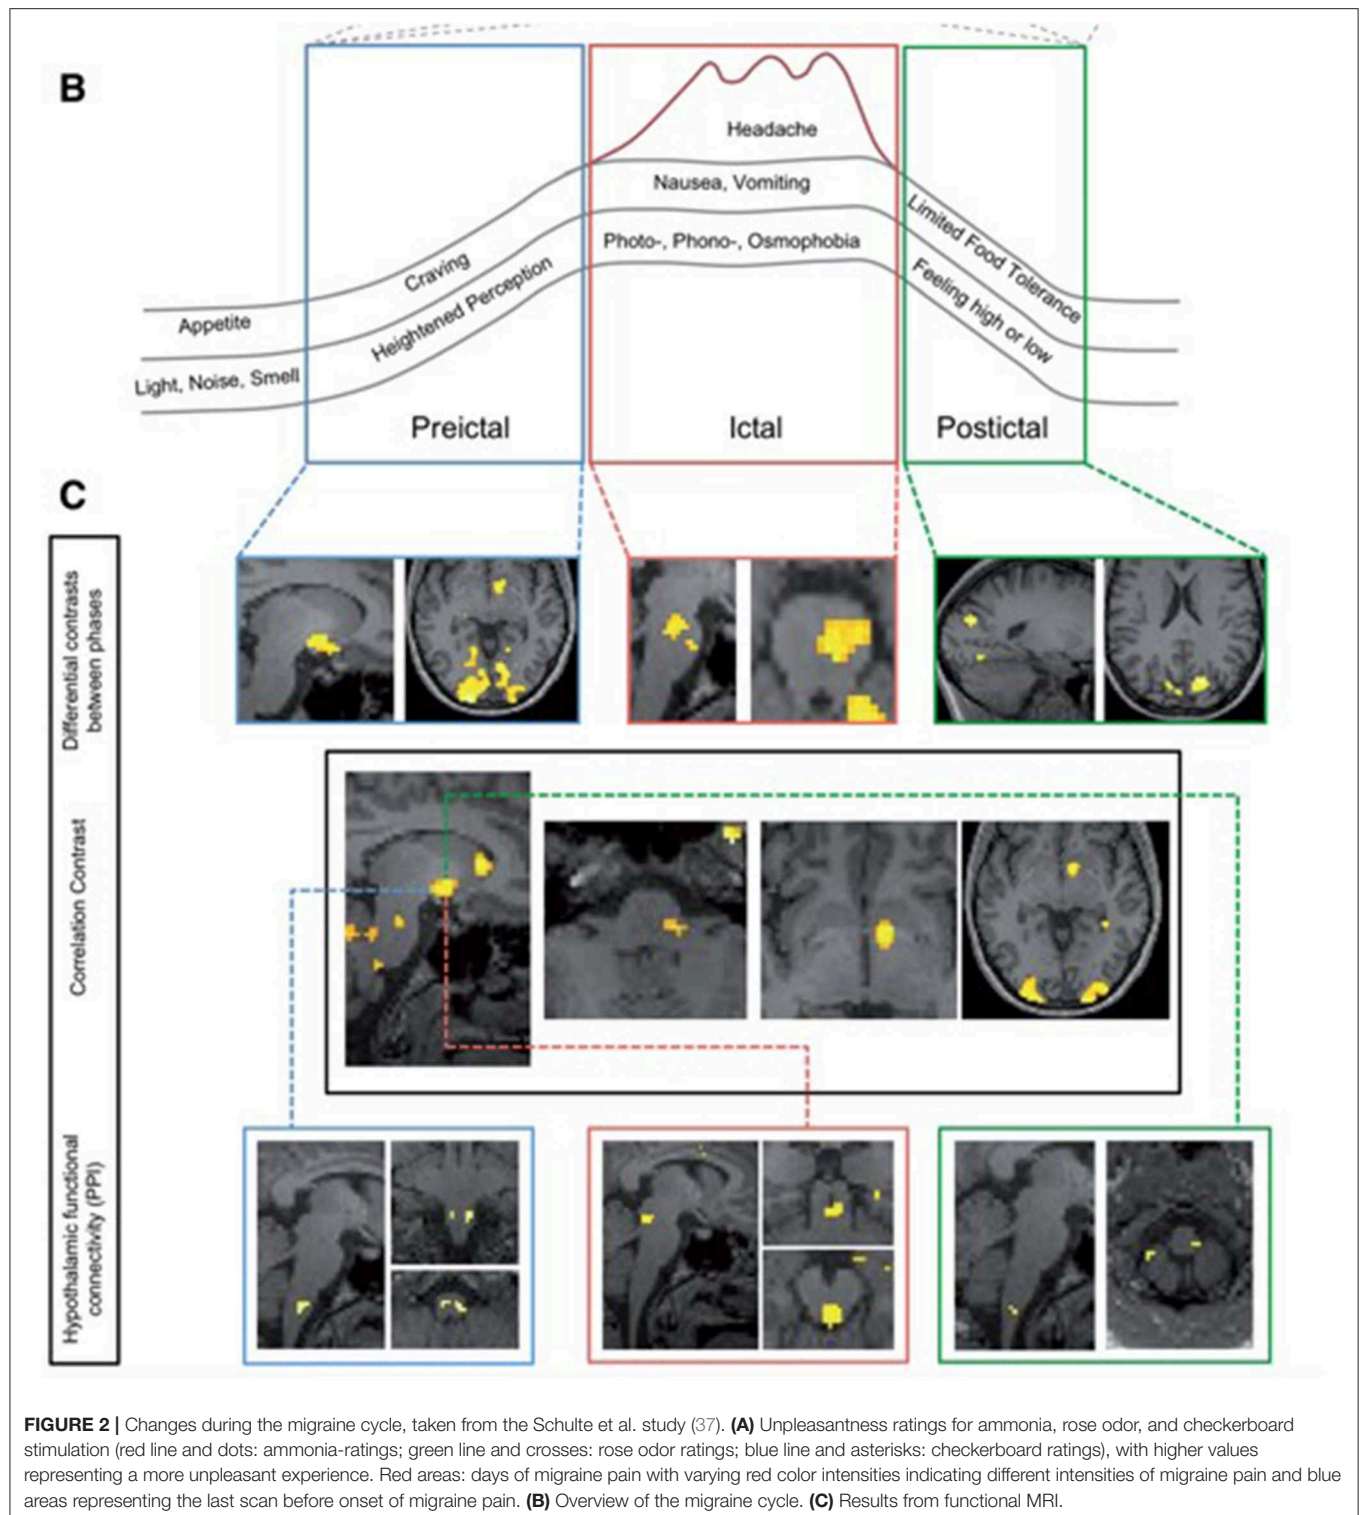 B
Headache
Nausea, Vomiting
Photo-, Phono-, Osmophobia
Craving
Heightened Perception
Appetite
Light, Noise, Smell
Limited Food Tolerance
Feeling high or low
Preictal
Ictal
Postictal
C
Differential contrasts
between phases
Correlation Contrast
Hypothalamic functional
connectivity (PPI)
FIGURE 2 | Changes during the migraine cycle, taken from the Schulte et al. study (37). (A) Unpleasantness ratings for ammonia, rose odor, and checkerboard
stimulation (red line and dots: ammonia-ratings; green line and crosses: rose odor ratings; blue line and asterisks: checkerboard ratings), with higher values
representing a more unpleasant experience. Red areas: days of migraine pain with varying red color intensities indicating different intensities of migraine pain and blue
areas representing the last scan before onset of migraine pain. (B) Overview of the migraine cycle. (C) Results from functional MRI.